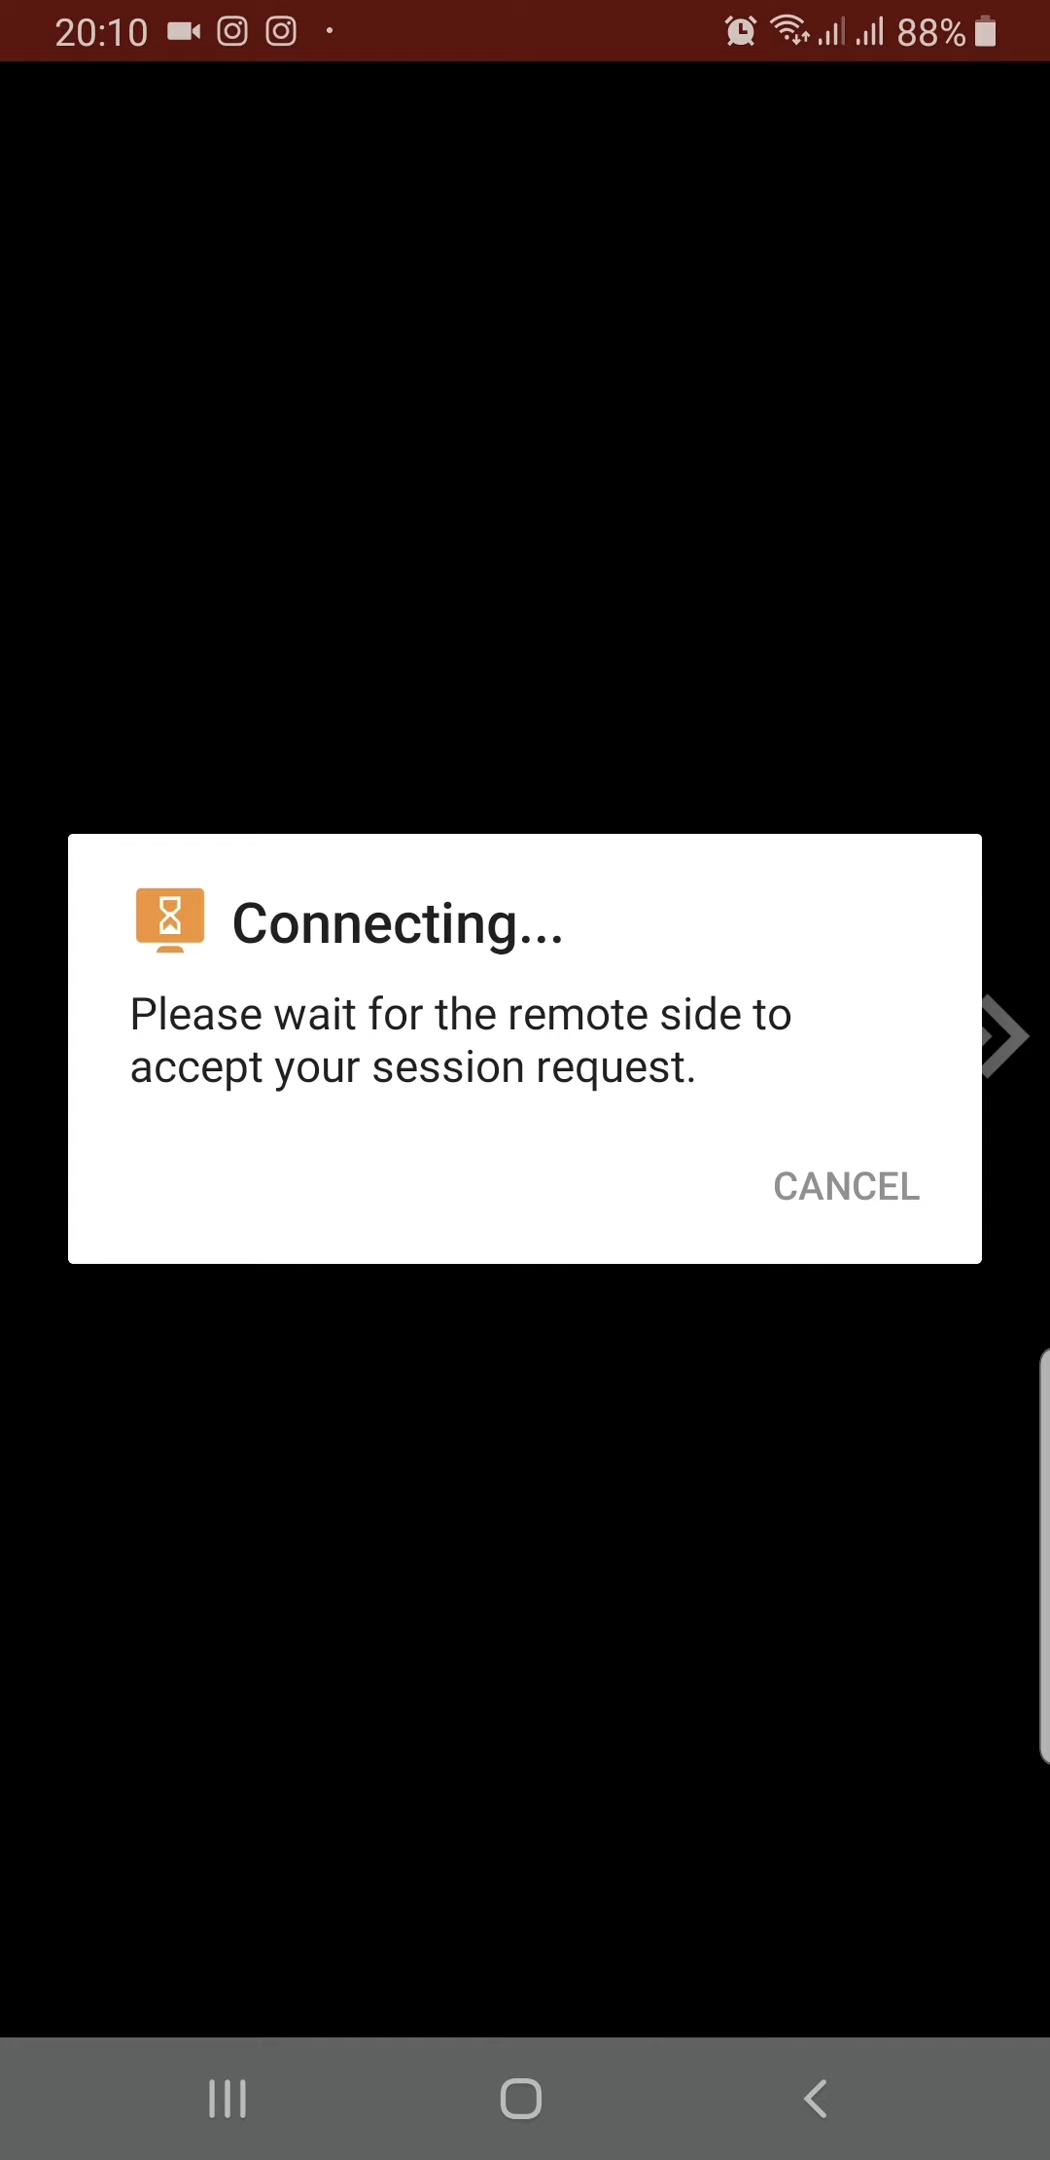 20:10 88%
Connecting...
Please wait for the remote side to
accept your session request.
CANCEL